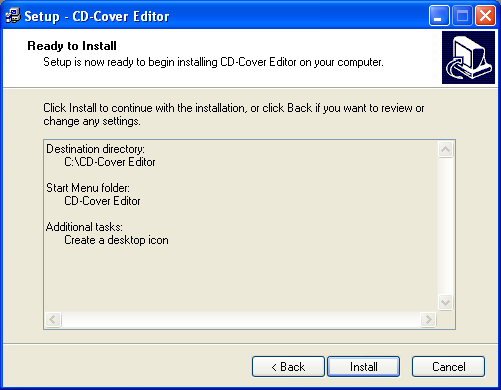 Setup - CD-Cover Editor
Ready to Install
Setup is now ready to begin installing CD-Cover Editor on your computer.
Click Install to continue with the installation, or click Back if you want to review or
change any settings.
Destination directory:
C:\CD-Cover Editor
Start Menu folder:
CD-Cover Editor
Additional tasks:
Create a desktop icon
< Back
Install
Cancel